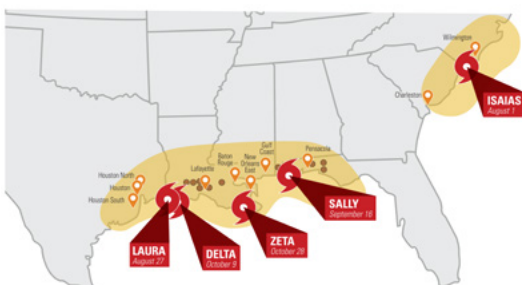 Wilmington
ISAIAS
August 1
Charleston
Gulf
Coast
Pensacola
Baton
Rouge
New
Orleans
East
Lafayette
Houston North
Houston
Houston South
SALLY
September 16
LAURA
August 27
DELTA
October 9
ZETA
October 29